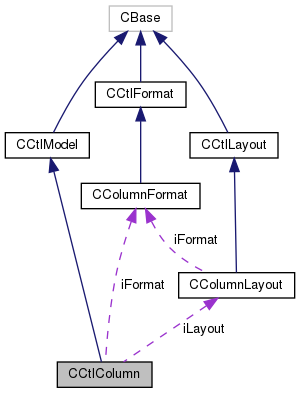 CBase
CCtlFormat
CCtlModel
CCtlLayout
CColumnFormat
iFormat
CColumnLayout
iFormat
iLayout
CCtlColumn